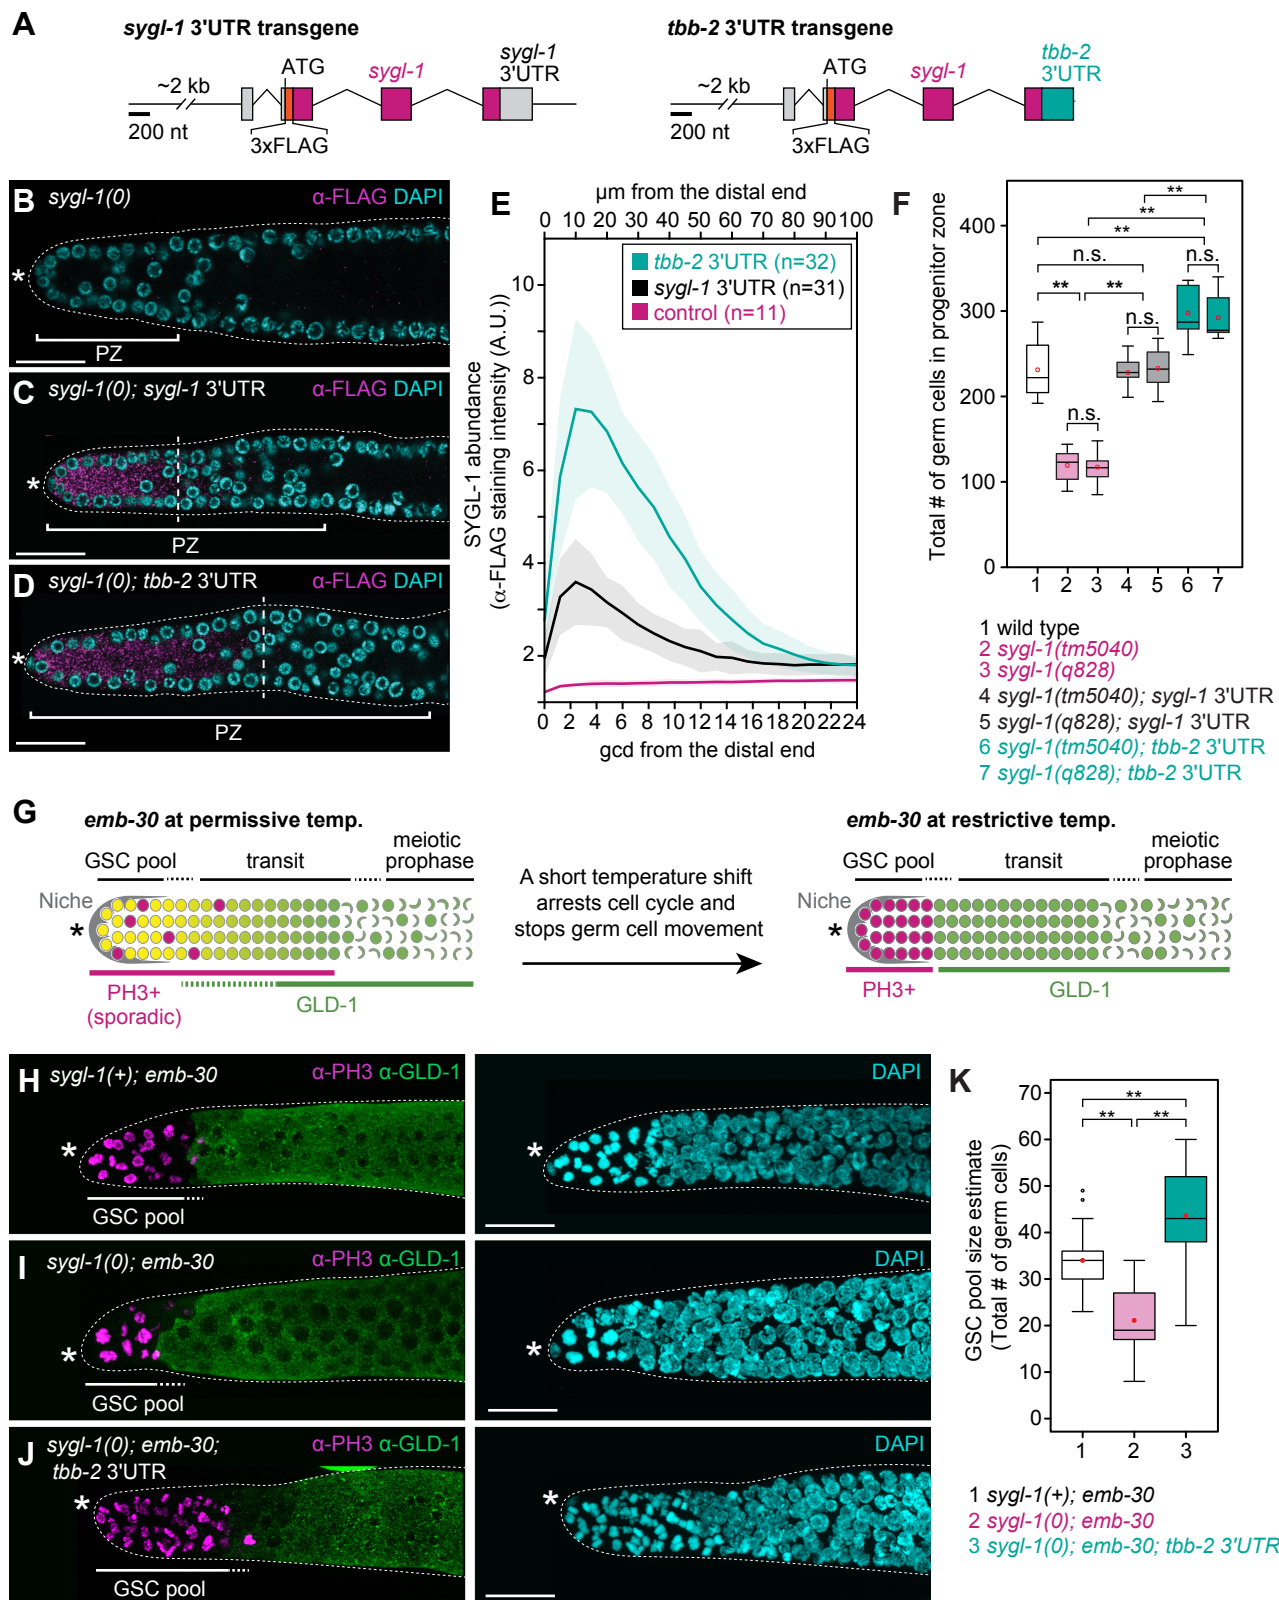 A
sygl-1 3'UTR transgene
~2 kb
ATG
sygl-1
sygl-1
3'UTR
200 nt
3xFLAG
tbb-2 3'UTR transgene
~2 kb
ATG
sygl-1
tbb-2
3'UTR
200 nt
3xFLAG
B
sygl-1(0)
α-FLAG DAPI
*
PZ
C
sygl-1(0); sygl-1 3'UTR
α-FLAG DAPI
*
PZ
D
sygl-1(0); tbb-2 3'UTR
α-FLAG DAPI
*
PZ
E
µm from the distal end
0 10 20 30 40 50 60 70 80 90 100
tbb-2 3'UTR (n=32)
sygl-1 3'UTR (n=31)
control (n=11)
SYGL-1 abundance
(α-FLAG staining intensity (A.U.))
10
8
6
4
2
0 2 4 6 8 10 12 14 16 18 20 22 24
gcd from the distal end
F
Total # of germ cells in progenitor zone
400
300
200
100
0
**
**
**
n.s.
n.s.
** **
n.s.
n.s.
1 2 3 4 5 6 7
1 wild type
2 sygl-1(tm5040)
3 sygl-1(q828)
4 sygl-1(tm5040); sygl-1 3'UTR
5 sygl-1(q828); sygl-1 3'UTR
6 sygl-1(tm5040); tbb-2 3'UTR
7 sygl-1(q828); tbb-2 3'UTR
G
emb-30 at permissive temp.
GSC pool
transit
meiotic
prophase
Niche
*
PH3+
(sporadic)
GLD-1
A short temperature shift
arrests cell cycle and
stops germ cell movement
emb-30 at restrictive temp.
GSC pool
transit
meiotic
prophase
Niche
*
PH3+
GLD-1
H
sygl-1(+); emb-30
α-PH3 α-GLD-1
*
GSC pool
DAPI
*
I
sygl-1(0); emb-30
α-PH3 α-GLD-1
*
GSC pool
DAPI
*
J
sygl-1(0); emb-30;
tbb-2 3'UTR
α-PH3 α-GLD-1
*
GSC pool
DAPI
*
K
GSC pool size estimate
(Total # of germ cells)
70
60
50
40
30
20
10
0
**
** **
1 2 3
1 sygl-1(+); emb-30
2 sygl-1(0); emb-30
3 sygl-1(0); emb-30; tbb-2 3'UTR